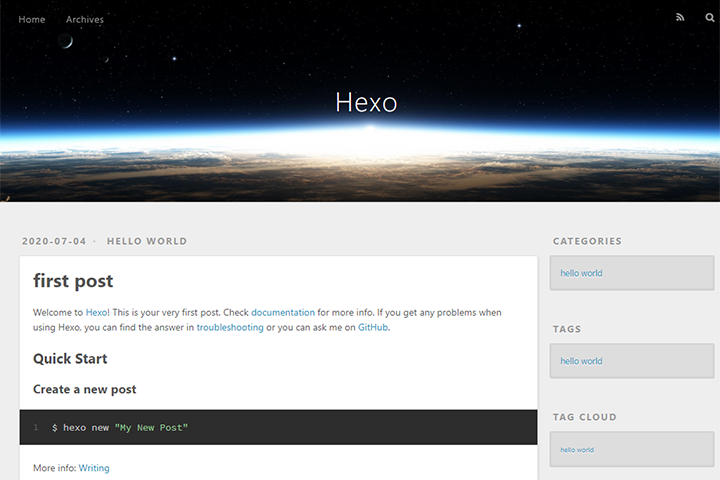 Home Archives
Hexo
2020-07-04 · HELLO WORLD
first post
Welcome to Hexo! This is your very first post. Check documentation for more info. If you get any problems when
using Hexo, you can find the answer in troubleshooting or you can ask me on GitHub.
Quick Start
Create a new post
1 $ hexo new "My New Post"
More info: Writing
CATEGORIES
hello world
TAGS
hello world
TAG CLOUD
hello world